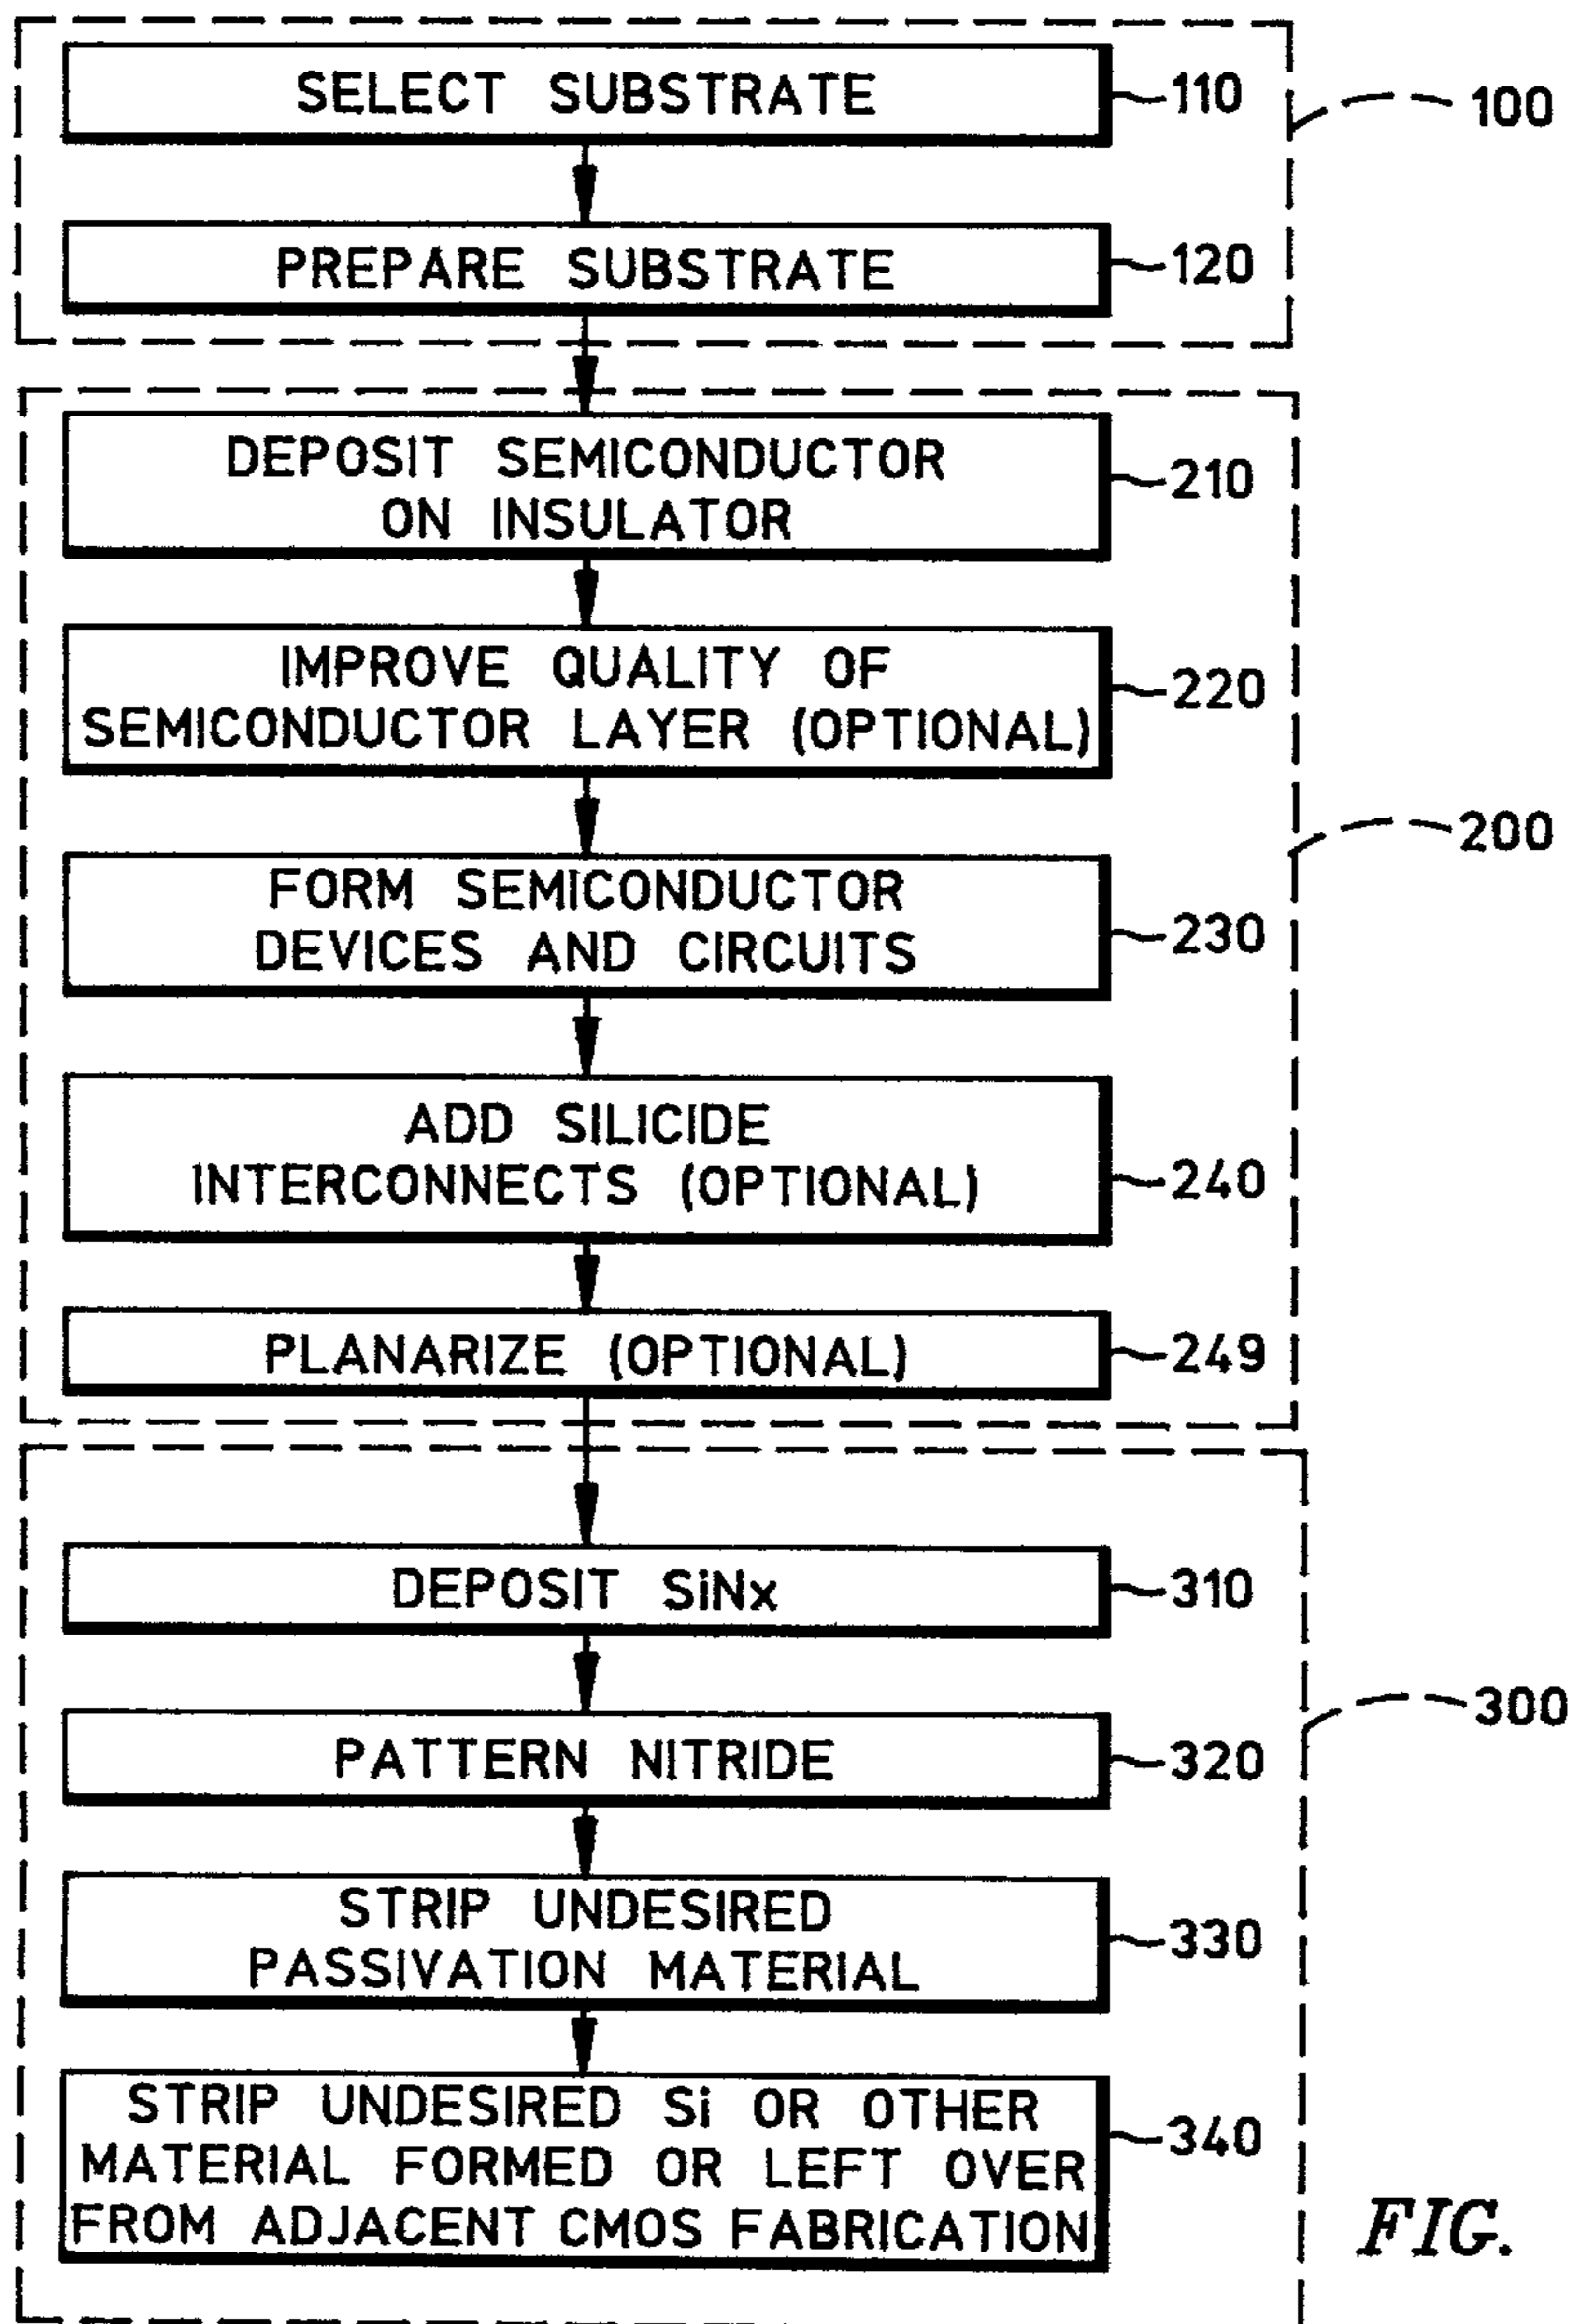 SELECT SUBSTRATE
110
100
PREPARE SUBSTRATE
120
DEPOSIT SEMICONDUCTOR
ON INSULATOR
210
IMPROVE QUALITY OF
SEMICONDUCTOR LAYER (OPTIONAL)
220
200
FORM SEMICONDUCTOR
DEVICES AND CIRCUITS
230
ADD SILICIDE
INTERCONNECTS (OPTIONAL)
240
PLANARIZE (OPTIONAL)
249
DEPOSIT SiNx
310
300
PATTERN NITRIDE
320
STRIP UNDESIRED
PASSIVATION MATERIAL
330
STRIP UNDESIRED Si OR OTHER
MATERIAL FORMED OR LEFT OVER
FROM ADJACENT CMOS FABRICATION
340
FIG.